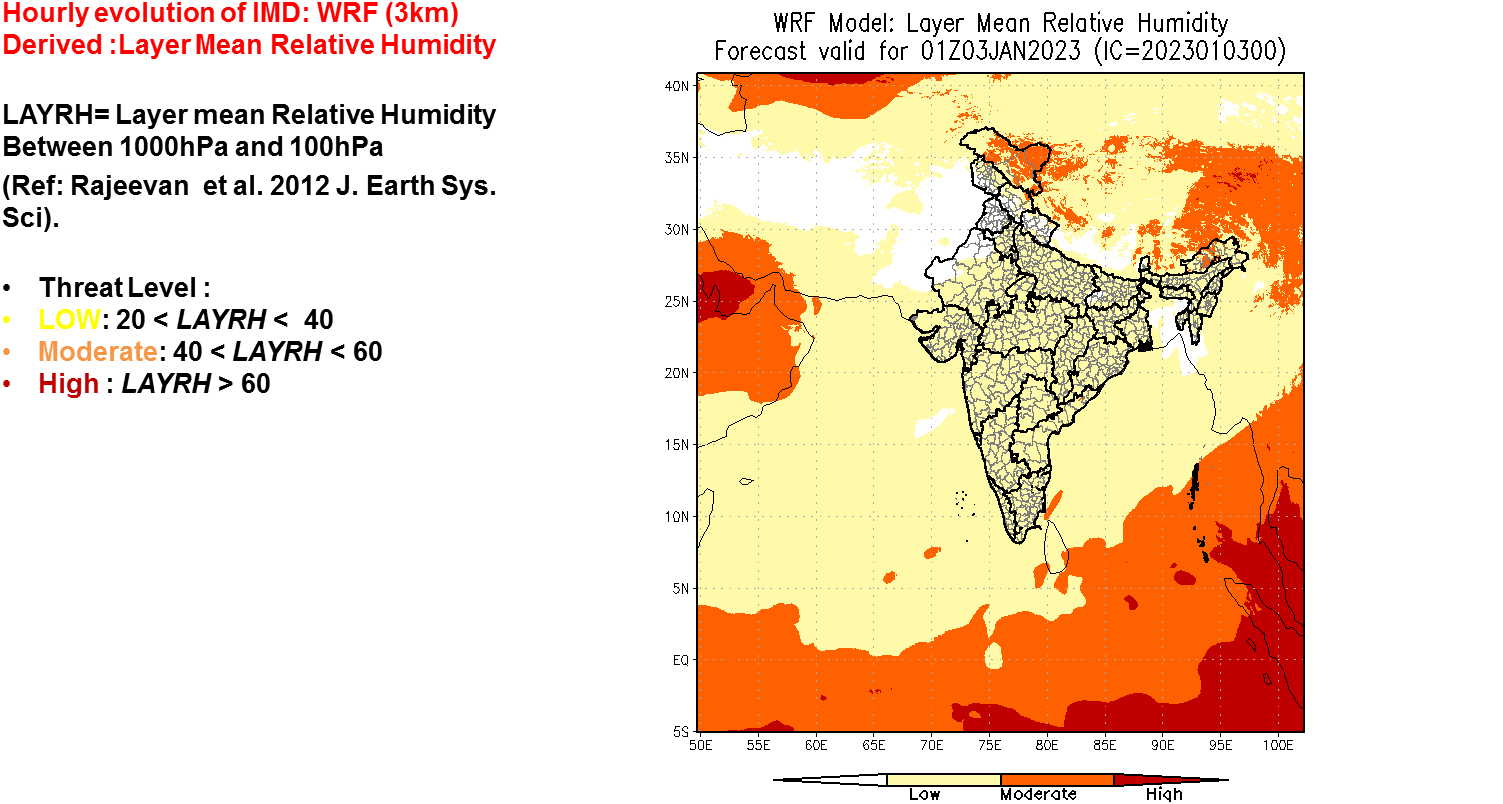 Hourly evolution of IMD: WRF (3km)
Derived :Layer Mean Relative Humidity
LAYRH= Layer mean Relative Humidity
Between 1000hPa and 100hPa
(Ref: Rajeevan et al. 2012 J. Earth Sys.
Sci).
• Threat Level :
• LOW: 20 < LAYRH < 40
• Moderate: 40 < LAYRH < 60
• High : LAYRH > 60
WRF Model: Layer Mean Relative Humidity
Forecast valid for 01Z03JAN2023 (IC=2023010300)
40N
35N
30N
25N
20N
15N
10N
5N
EQ
5S
50E 55E 60E 65E 70E 75E 80E 85E 90E 95E 100E
Low Moderate High